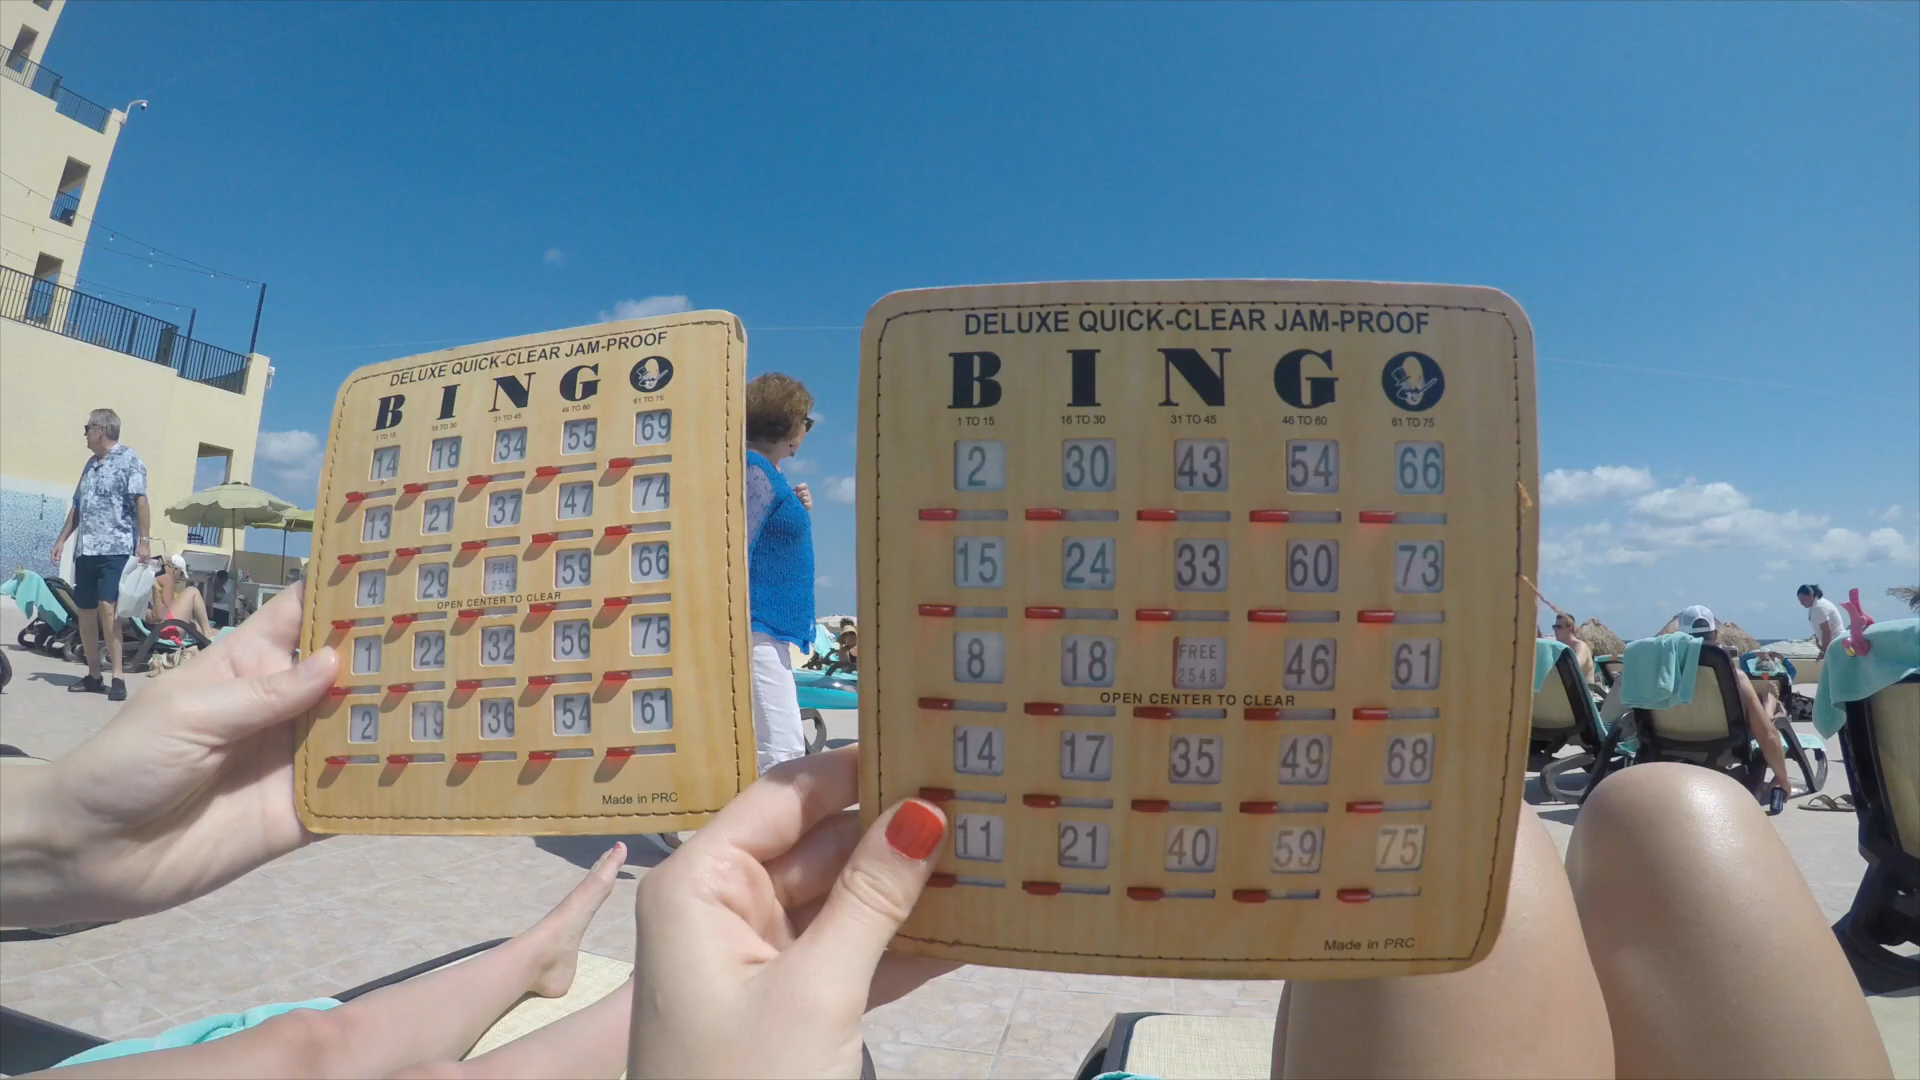 DELUXE QUICK-CLEAR JAM-PROOF
B I N G O
1 TO 15 16 TO 30 31 TO 45 46 TO 60 61 TO 75
14 18 34 55 69
13 21 37 47 74
4 29 FREE 59 66
2548
OPEN CENTER TO CLEAR
1 22 32 56 75
2 19 36 54 61
Made in PRC
DELUXE QUICK-CLEAR JAM-PROOF
B I N G O
1 TO 15 16 TO 30 31 TO 45 46 TO 60 61 TO 75
2 30 43 54 66
15 24 33 60 73
8 18 FREE 46 61
2548
OPEN CENTER TO CLEAR
14 17 35 49 68
11 21 40 59 75
Made in PRC